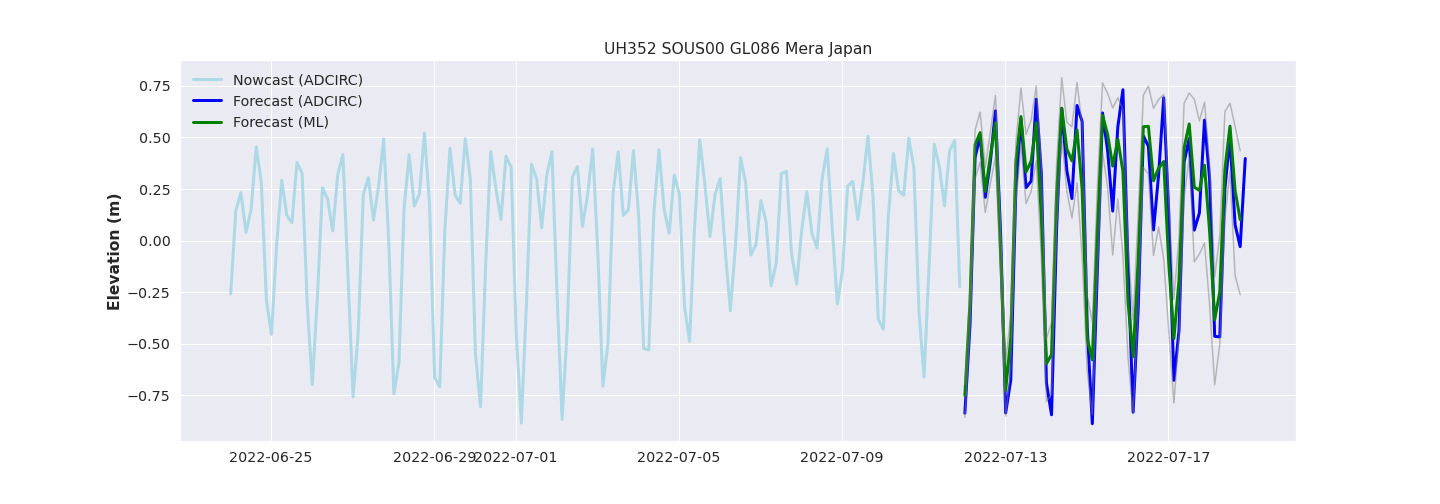 UH352 SOUS00 GL086 Mera Japan
Nowcast (ADCIRC)
Forecast (ADCIRC)
Forecast (ML)
Elevation (m)
0.75
0.50
0.25
0.00
−0.25
−0.50
−0.75
2022-06-25 2022-06-29 2022-07-01 2022-07-05 2022-07-09 2022-07-13 2022-07-17